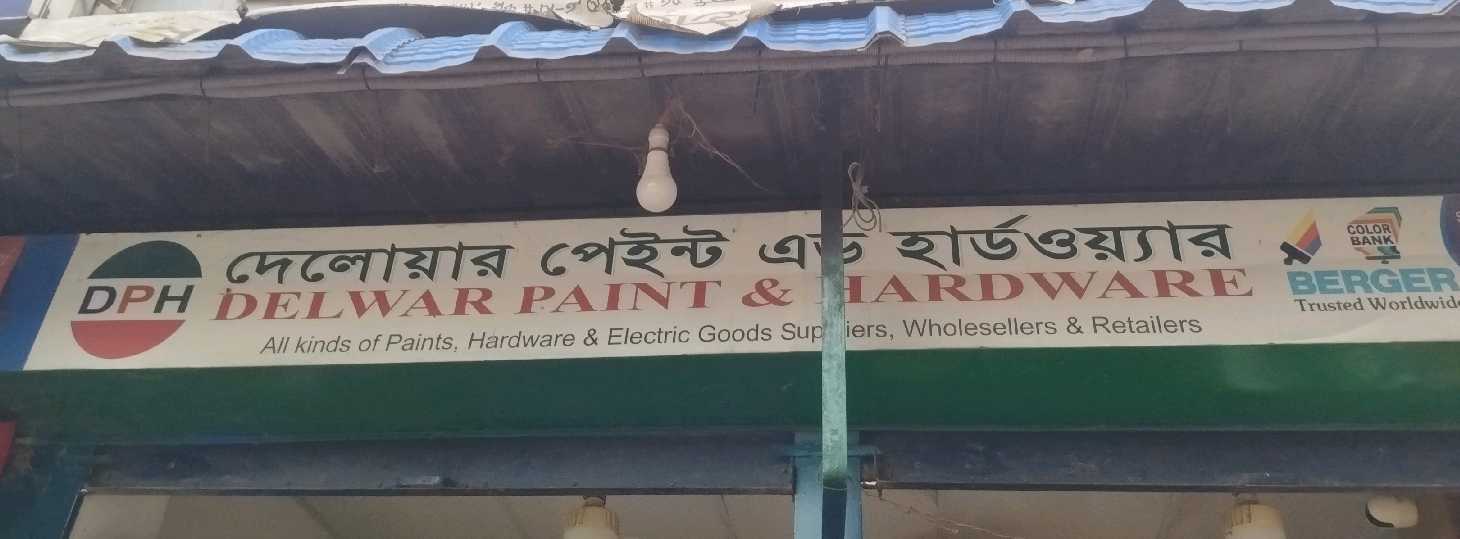 DPH
দেলোয়ার পেইন্ট এন্ড হার্ডওয়্যার
DELWAR PAINT & HARDWARE
All kinds of Paints, Hardware & Electric Goods Suppliers, Wholesellers & Retailers
COLOR
BANK
BERGER
Trusted Worldwide